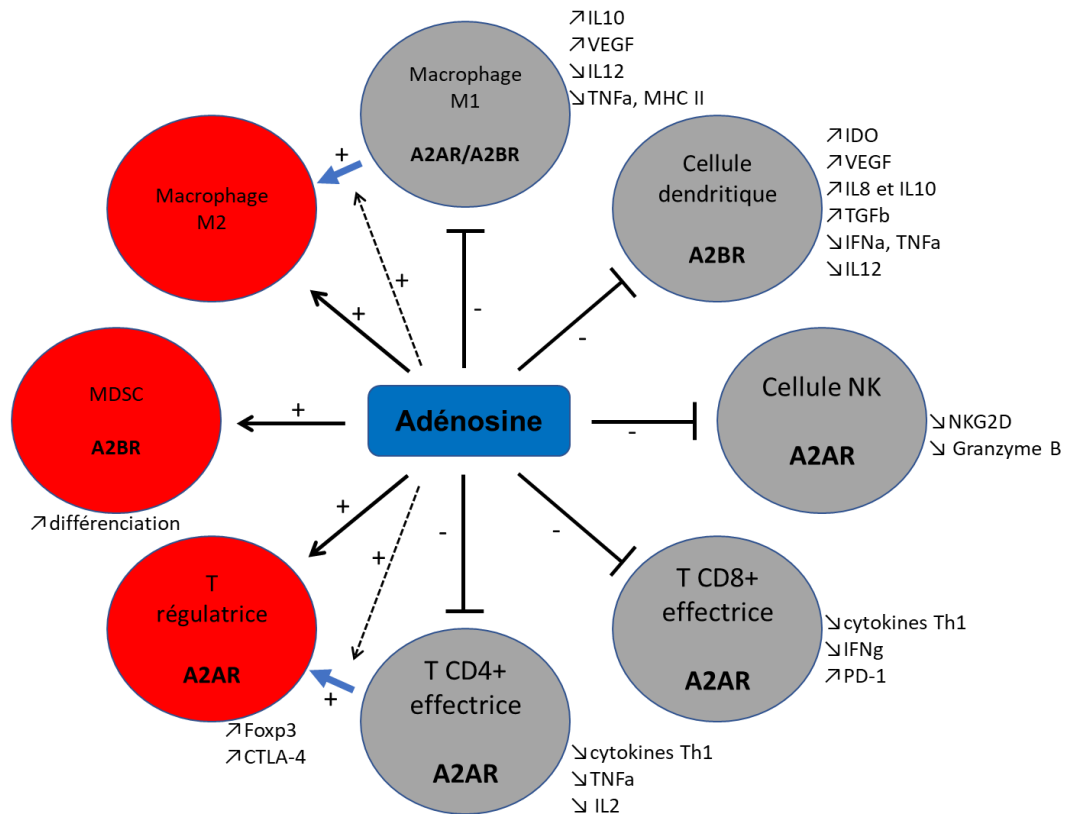 Macrophage
M1
A2AR/A2BR
↗IL10
↗VEGF
↘IL12
↘TNFa, MHC II
Cellule
dendritique
A2BR
↗IDO
↗VEGF
↗IL8 et IL10
↗TGFb
↘IFNa, TNFa
↘IL12
Macrophage
M2
+
+
+
-
-
MDSC
A2BR
↗différenciation
+
Adénosine
-
Cellule NK
A2AR
↘NKG2D
↘ Granzyme B
+
+
-
-
T
régulatrice
A2AR
↗Foxp3
↗CTLA-4
+
T CD4+
effectrice
A2AR
↘cytokines Th1
↘TNFa
↘ IL2
T CD8+
effectrice
A2AR
↘cytokines Th1
↘IFNg
↗PD-1